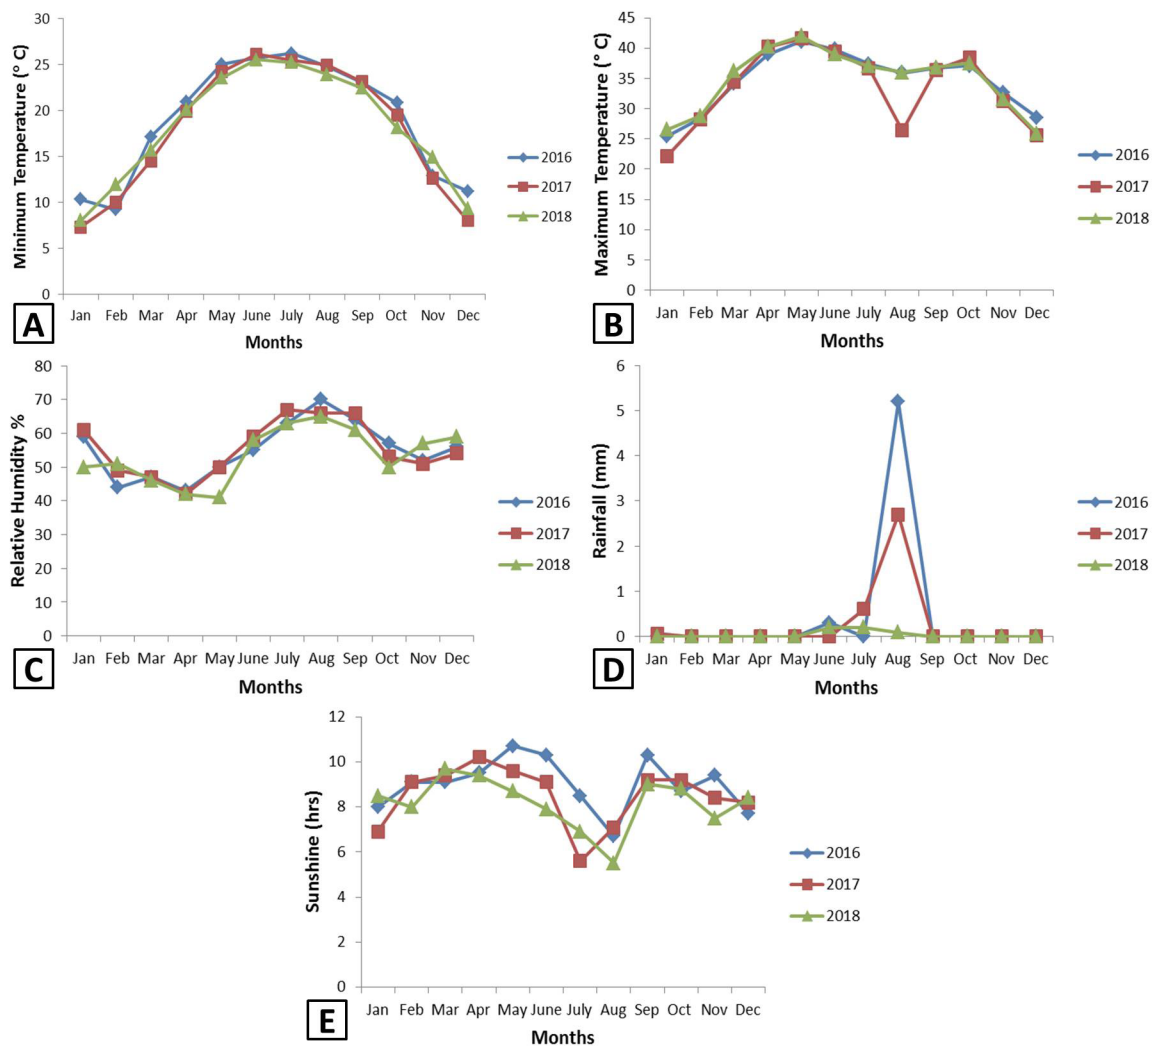 30
25
20
15
10
5
0
Minimum Temperature (° C)
Jan Feb Mar Apr May June July Aug Sep Oct Nov Dec
Months
2016
2017
2018
A
45
40
35
30
25
20
15
10
5
0
Maximum Temperature (° C)
Jan Feb Mar Apr May June July Aug Sep Oct Nov Dec
Months
2016
2017
2018
B
80
70
60
50
40
30
20
10
0
Relative Humidity %
Jan Feb Mar Apr May June July Aug Sep Oct Nov Dec
Months
2016
2017
2018
C
6
5
4
3
2
1
0
Rainfall (mm)
Jan Feb Mar Apr May June July Aug Sep Oct Nov Dec
Months
2016
2017
2018
D
12
10
8
6
4
2
0
Sunshine (hrs)
Jan Feb Mar Apr May June July Aug Sep Oct Nov Dec
Months
2016
2017
2018
E